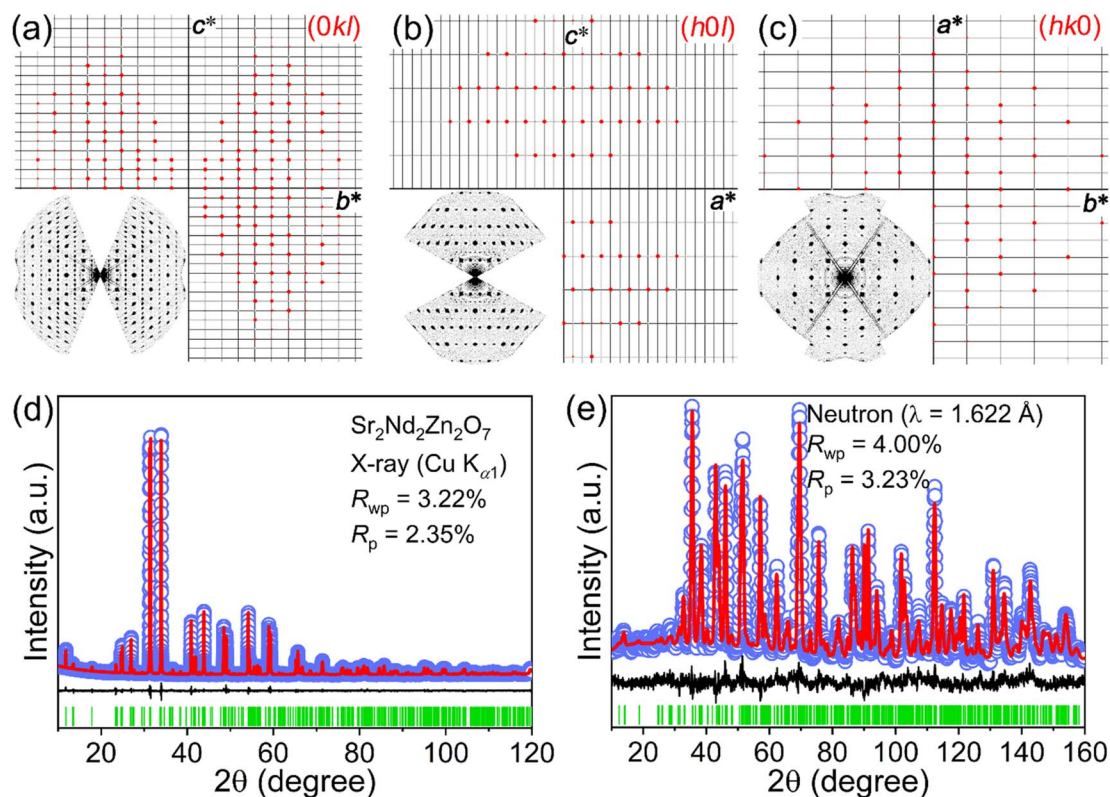 (a)
c*
(0kl)
b*
(b)
c*
(h0l)
a*
(c)
a*
(hk0)
b*
(d)
Sr₂Nd₂Zn₂O₇
X-ray (Cu Kα1)
Rwp = 3.22%
Rp = 2.35%
Intensity (a.u.)
20 40 60 80 100 120
2θ (degree)
(e)
Neutron (λ = 1.622 Å)
Rwp = 4.00%
Rp = 3.23%
Intensity (a.u.)
20 40 60 80 100 120 140 160
2θ (degree)